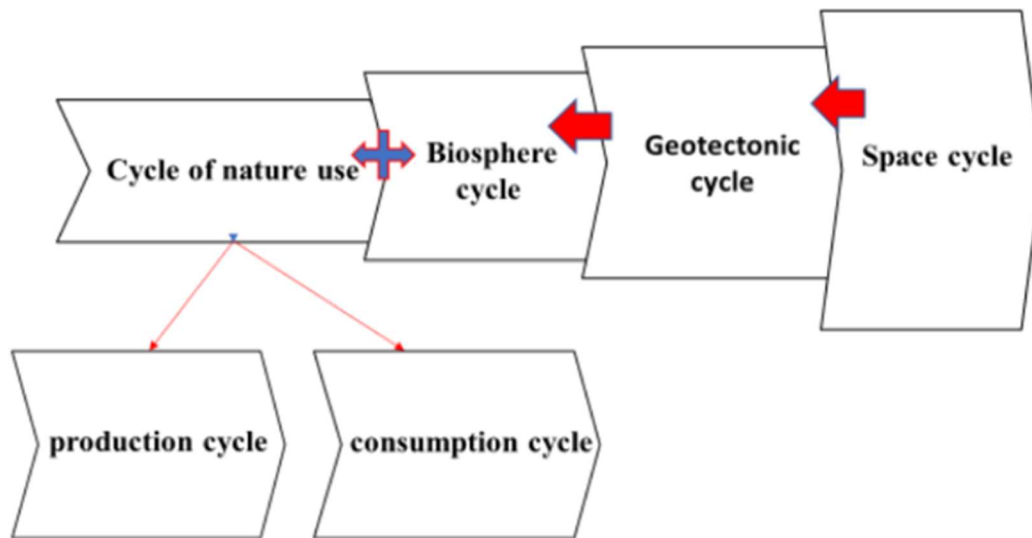 Cycle of nature use
Biosphere
cycle
Geotectonic
cycle
Space cycle
production cycle
consumption cycle